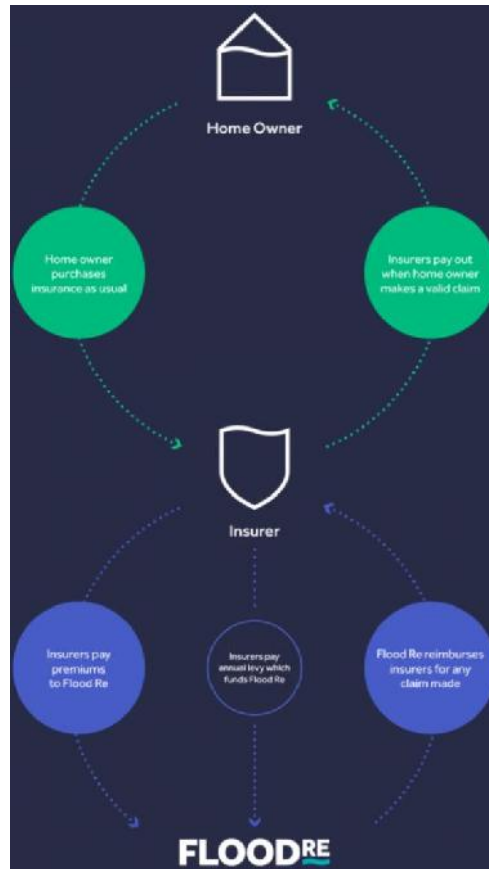 Home Owner
Home owner
purchases
insurance as usual
Insurers pay out
when home owner
makes a valid claim
Insurer
Insurers pay
premiums
to Flood Re
Insurers pay
annual levy which
funds Flood Re
Flood Re reimburses
insurers for any
claim made
FLOODRE